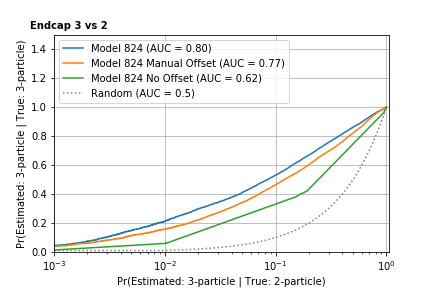 Endcap 3 vs 2
Pr(Estimated: 3-particle | True: 3-particle)
1.4
1.2
1.0
0.8
0.6
0.4
0.2
0.0
Model 824 (AUC = 0.80)
Model 824 Manual Offset (AUC = 0.77)
Model 824 No Offset (AUC = 0.62)
Random (AUC = 0.5)
10⁻³ 10⁻² 10⁻¹ 10⁰
Pr(Estimated: 3-particle | True: 2-particle)